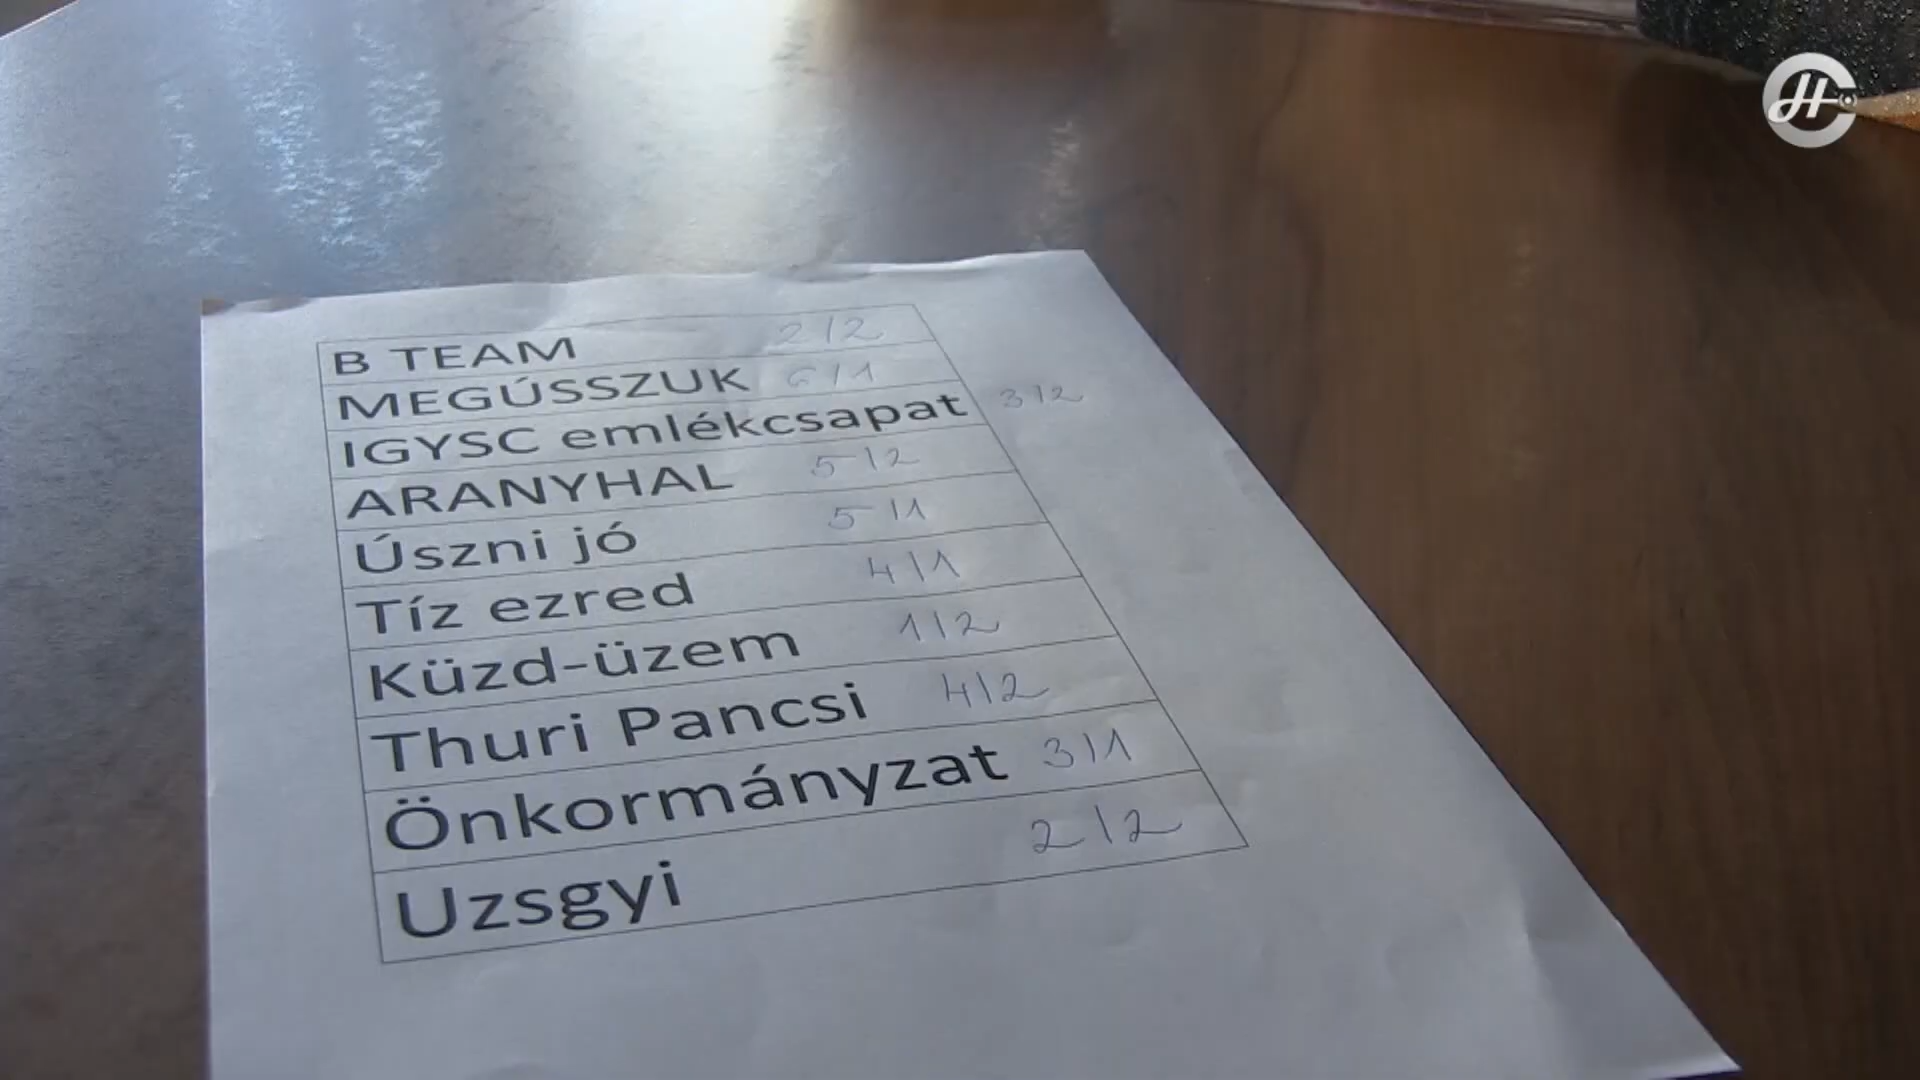 B TEAM 2/2
MEGÚSSZUK 6/1
IGYSC emlékcsapat 3/2
ARANYHAL 5/2
Úszni jó 5/1
Tíz ezred 4/1
Küzd-üzem 1/2
Thuri Pancsi 4/2
Önkormányzat 3/1
Uzsgyi 2/2